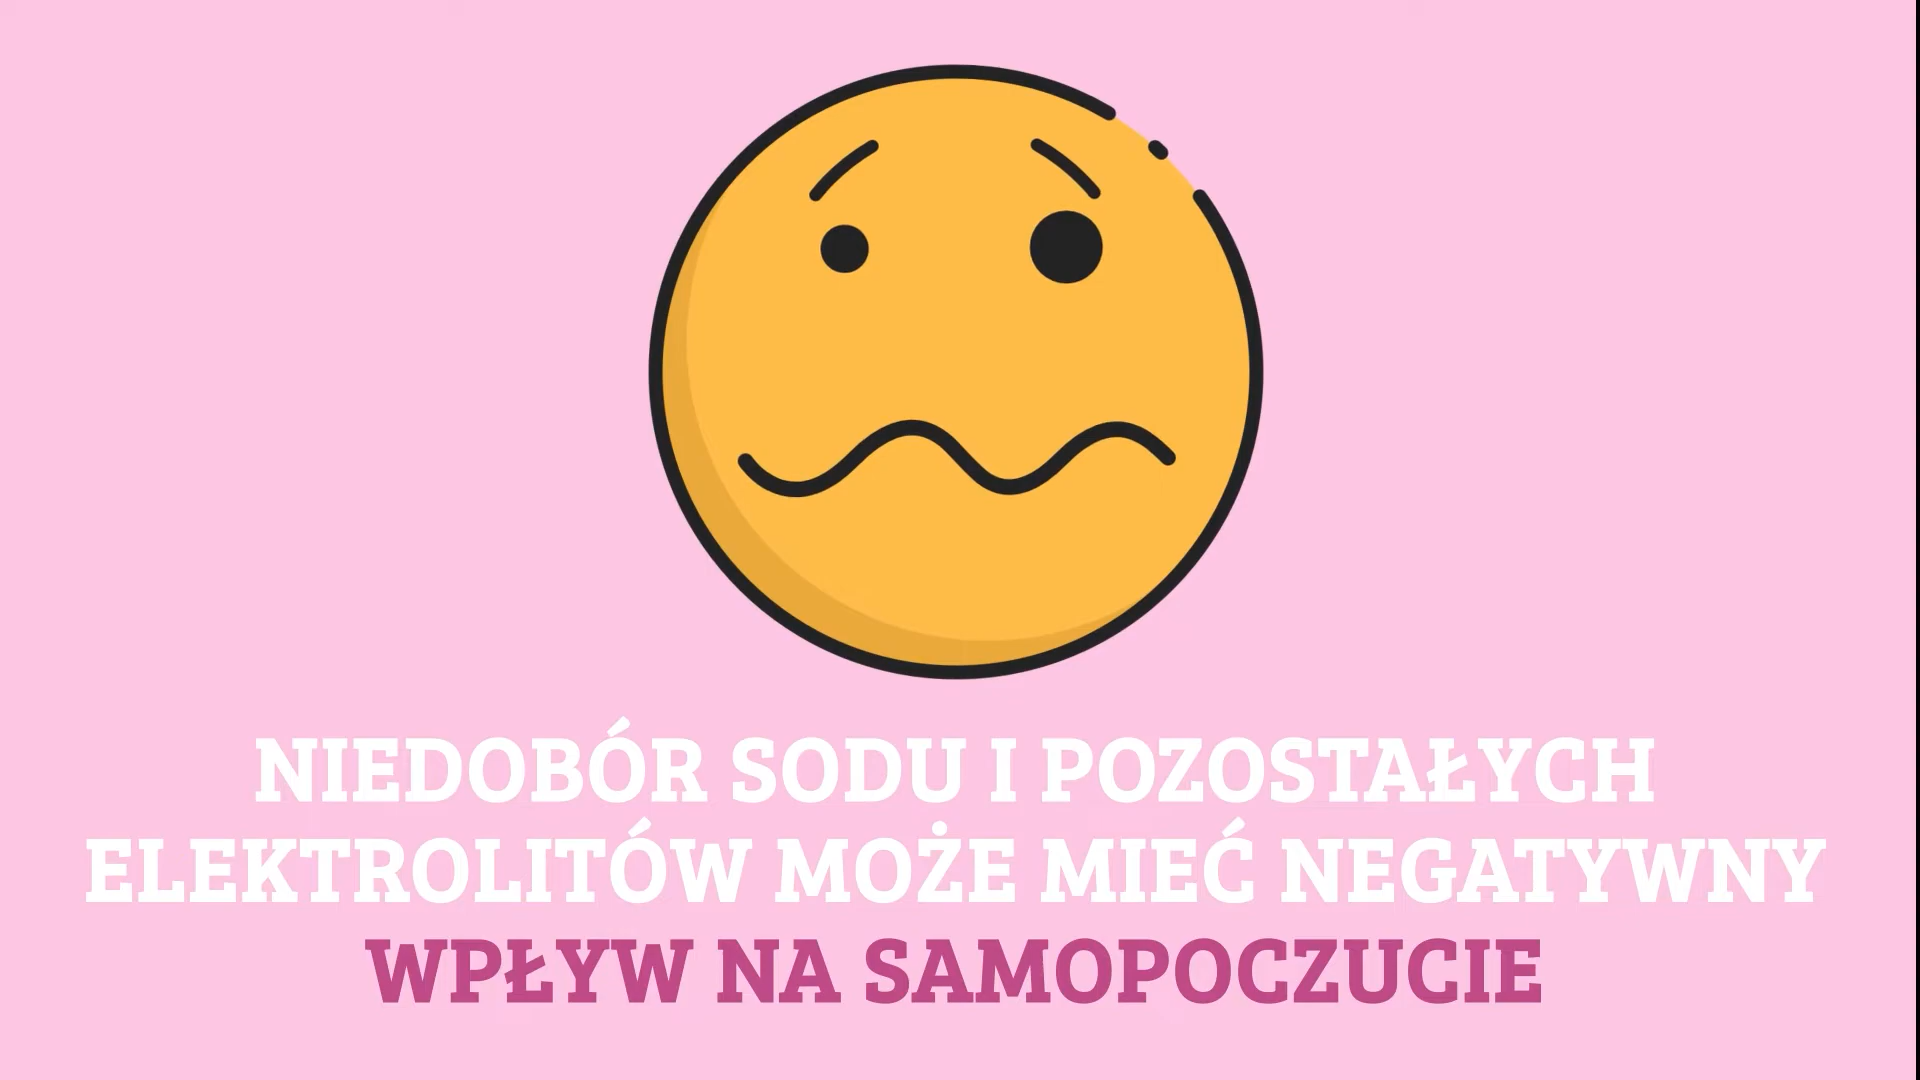 NIEDOBÓR SODU I POZOSTAŁYCH
ELEKTROLITÓW MOŻE MIEĆ NEGATYWNY
WPŁYW NA SAMOPOCZUCIE